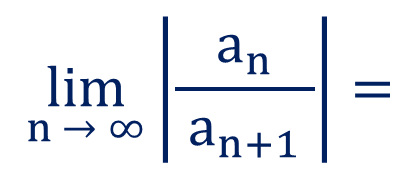 lim n → ∞ | aₙ / aₙ₊₁ | =